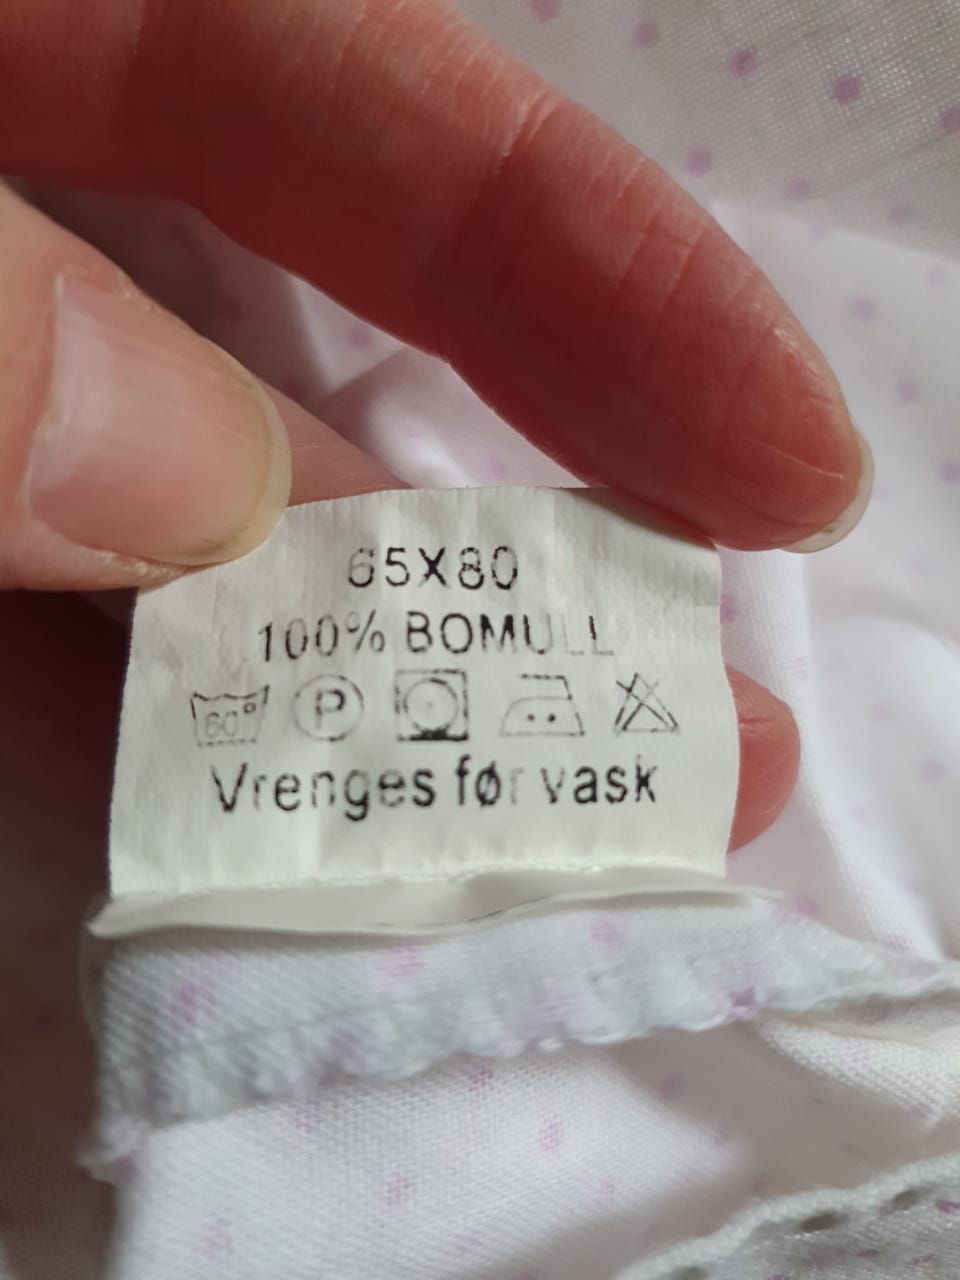 65X80
100% BOMULL
60° P
Vrenges før vask